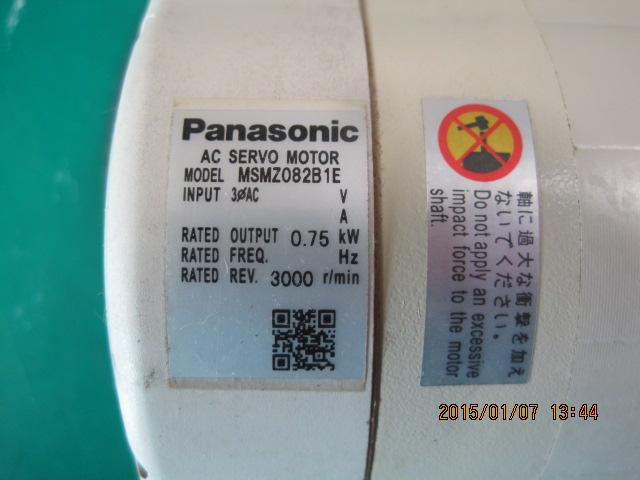 Panasonic
AC SERVO MOTOR
MODEL MSMZ082B1E
INPUT 3øAC V
A
RATED OUTPUT 0.75 kW
RATED FREQ. Hz
RATED REV. 3000 r/min
軸に過大な衝撃を加え
ないでください。
Do not apply an excessive
impact force to the motor
shaft.
2015/01/07 13:44